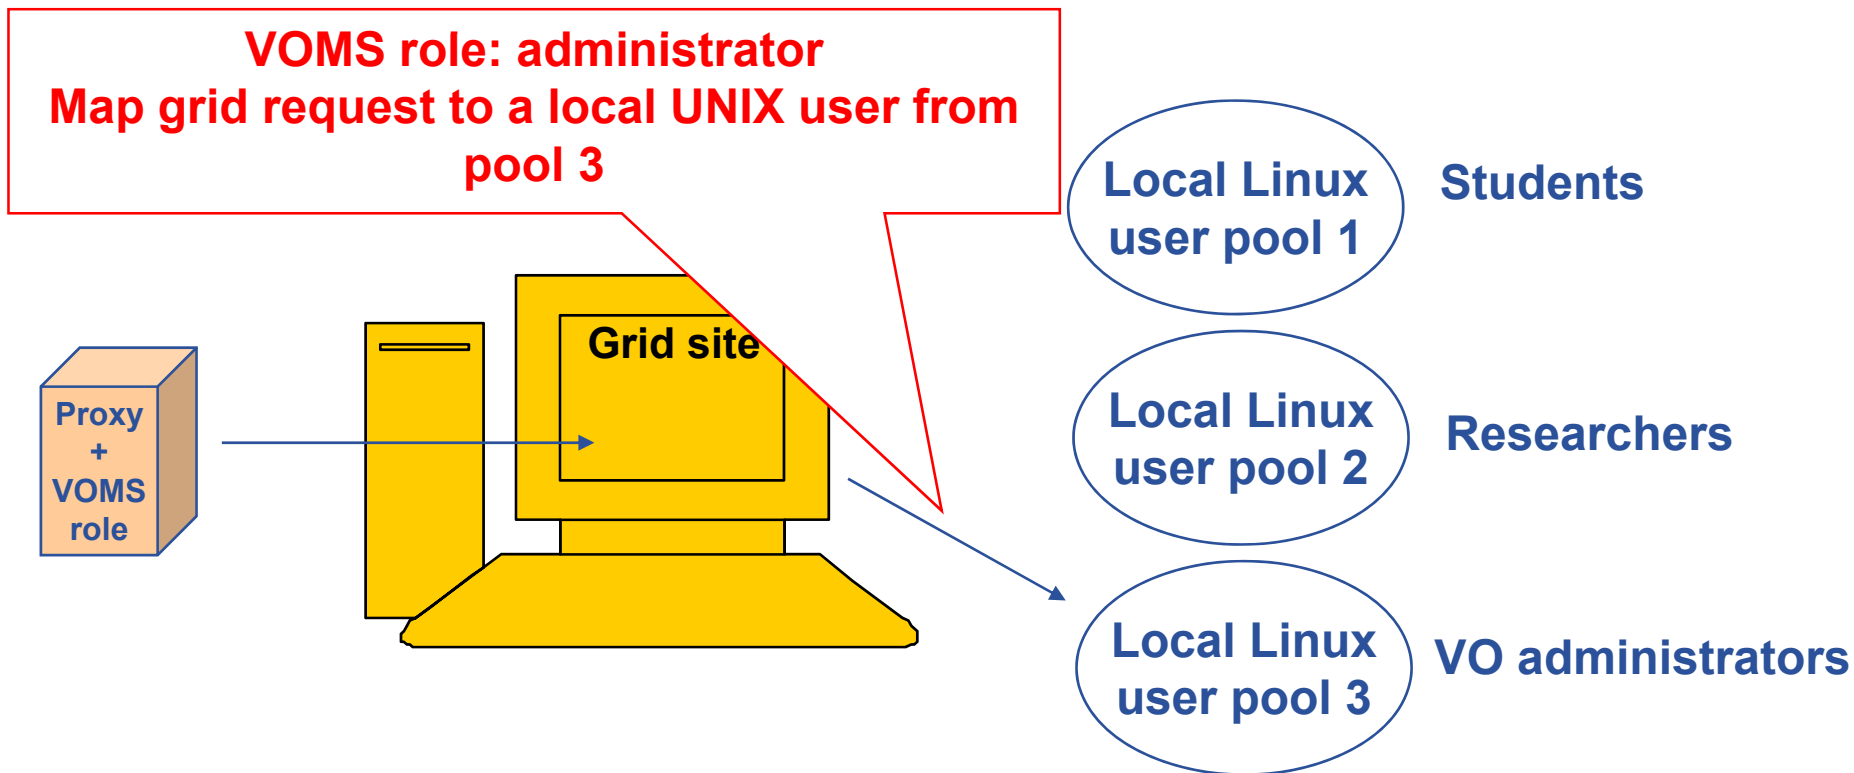 VOMS role: administrator
Map grid request to a local UNIX user from
pool 3
Local Linux
user pool 1
Students
Grid site
Proxy
+
VOMS
role
Local Linux
user pool 2
Researchers
Local Linux
user pool 3
VO administrators